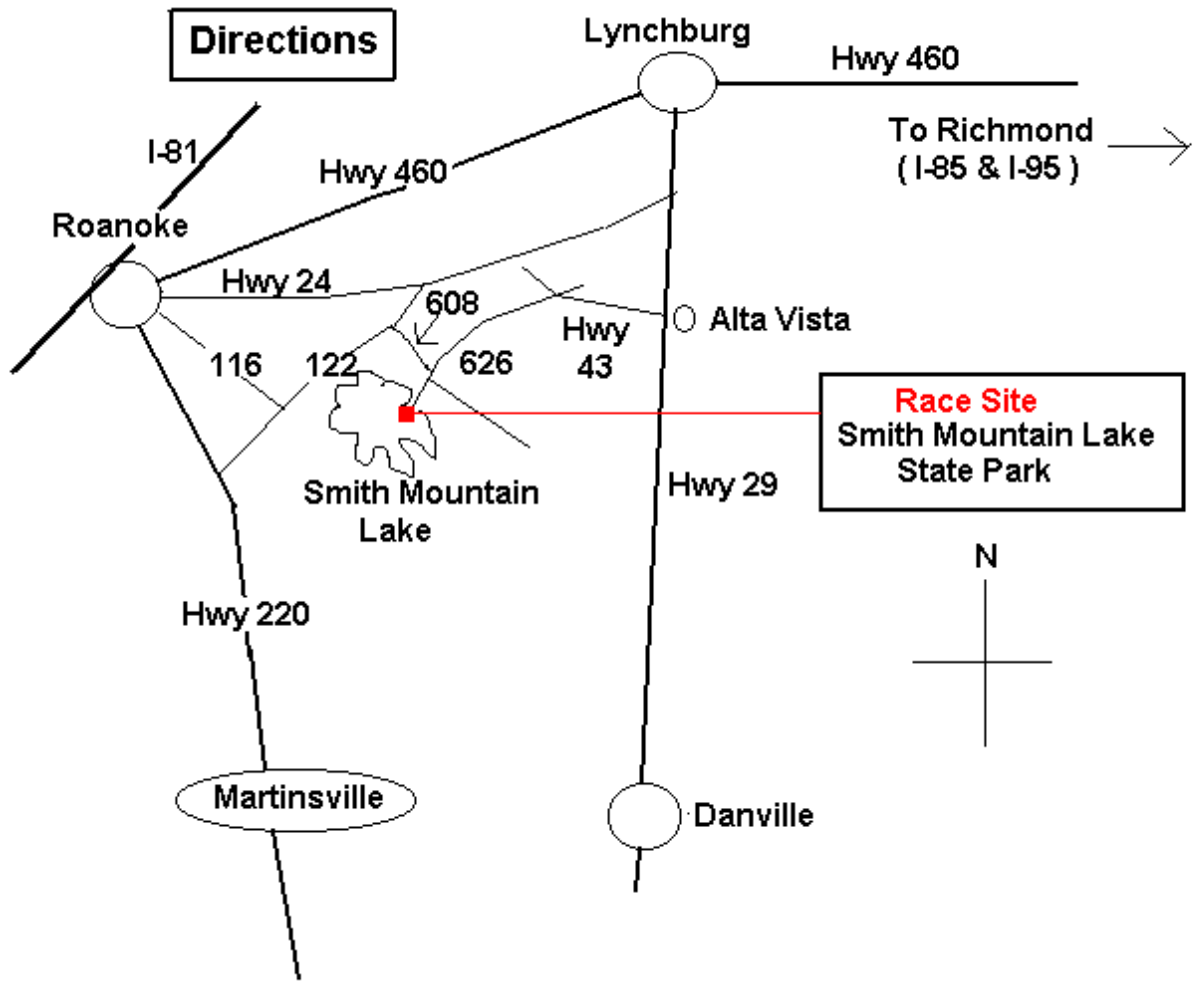 Directions
Lynchburg
Hwy 460
I-81
To Richmond
( I-85 & I-95 )
Hwy 460
Roanoke
Hwy 24
608
Alta Vista
Hwy
43
116
122
626
Race Site
Smith Mountain Lake
State Park
Smith Mountain
Lake
Hwy 29
N
Hwy 220
Martinsville
Danville